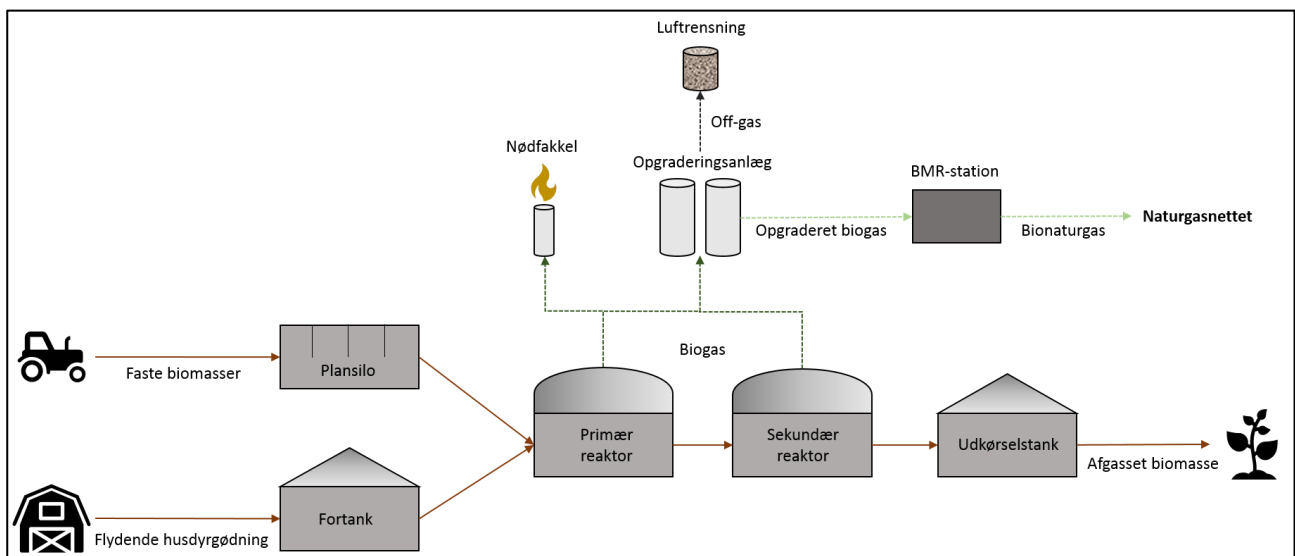 Luftrensning
Off-gas
Nødfakkel
Opgraderingsanlæg
BMR-station
Opgraderet biogas
Bionaturgas
Naturgasnettet
Biogas
Faste biomasser
Plansilo
Primær
reaktor
Sekundær
reaktor
Udkørselstank
Afgasset biomasse
Fortank
Flydende husdyrgødning